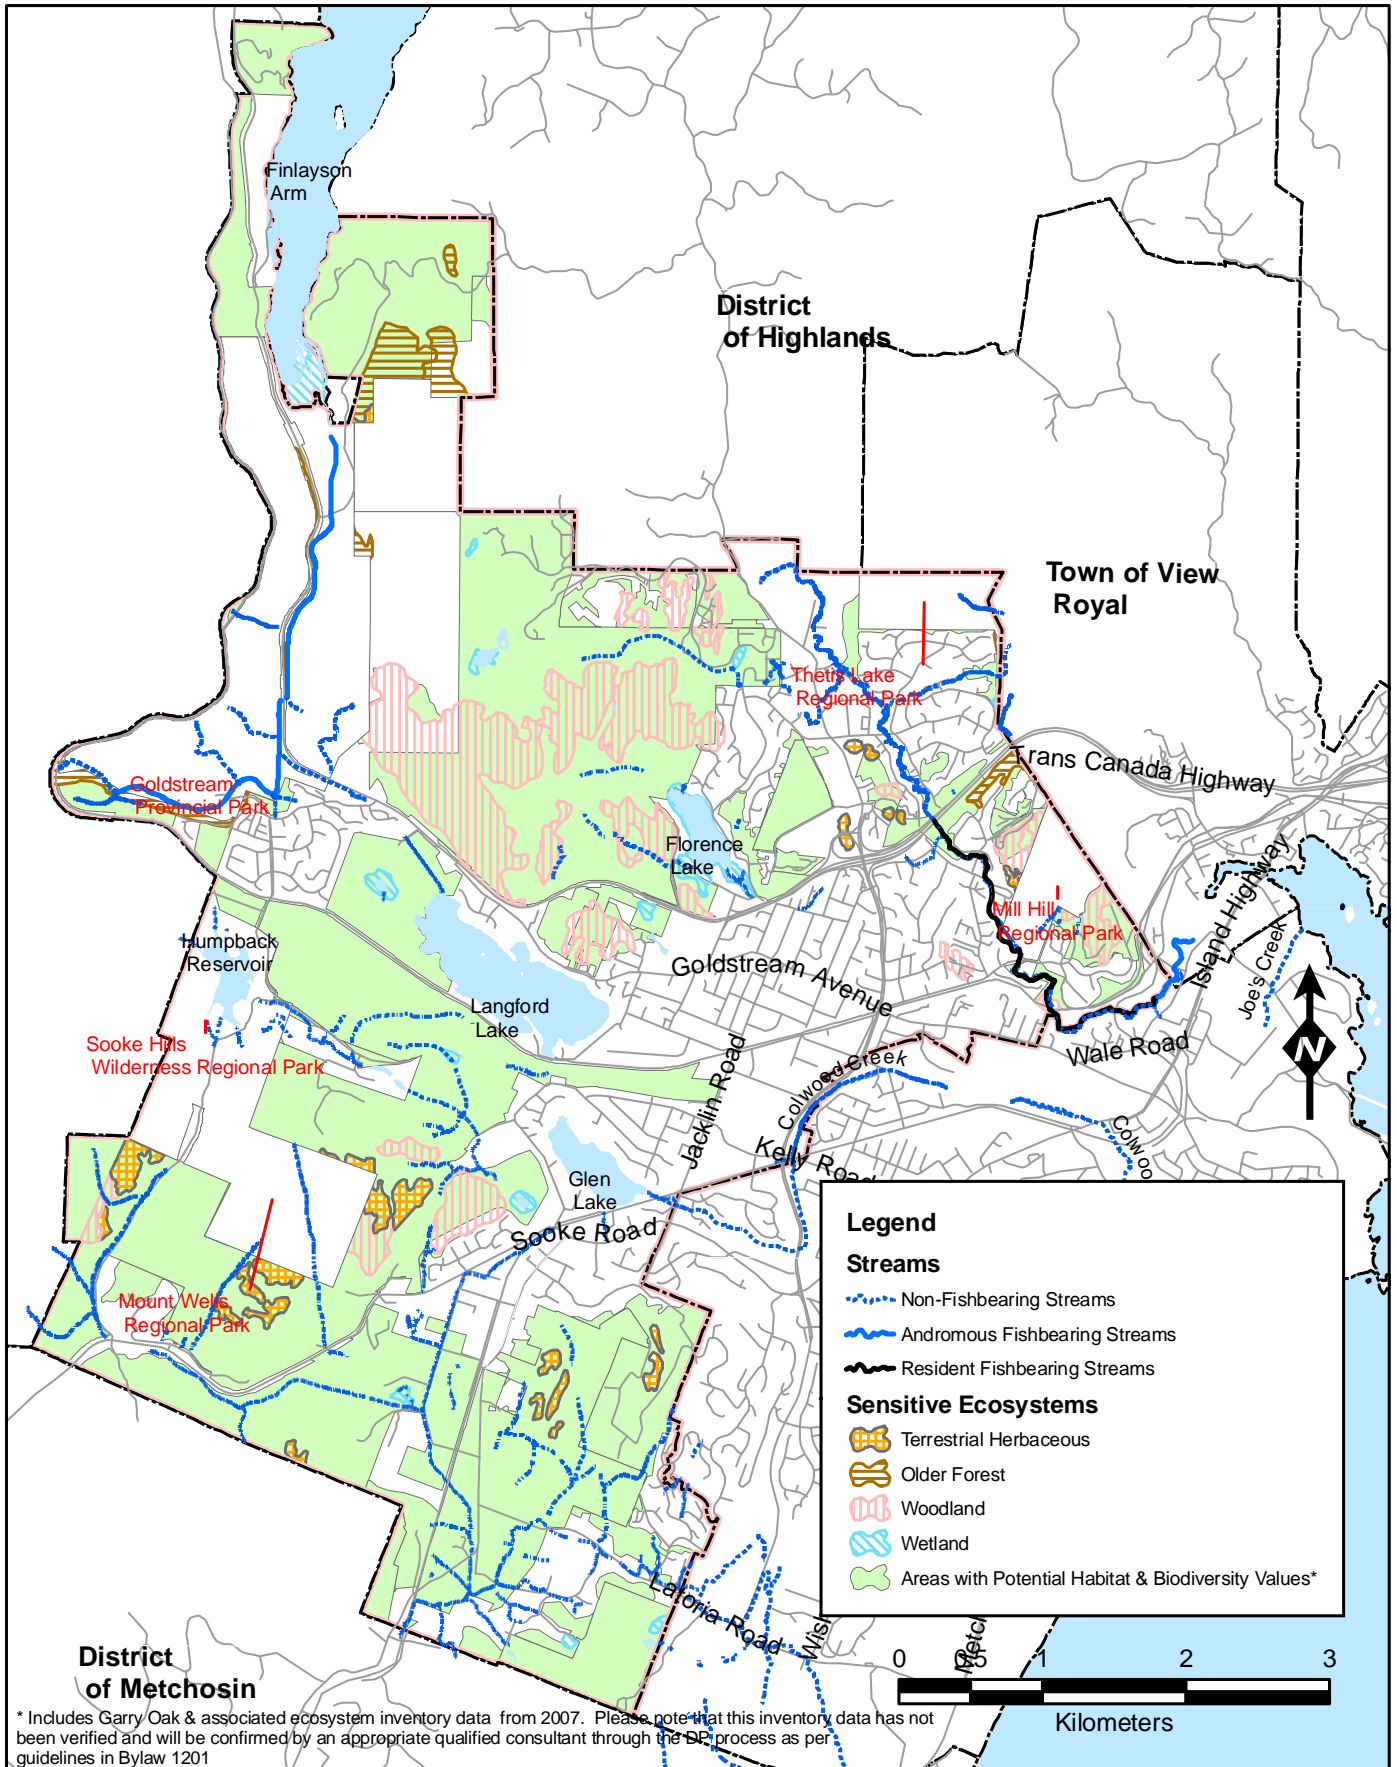 Finlayson
Arm
District
of Highlands
Town of View
Royal
Thetis Lake
Regional Park
Trans Canada Highway
Goldstream
Provincial Park
Florence
Lake
Island Highway
Mill Hill
Regional Park
Joe's Creek
Humpback
Reservoir
Goldstream Avenue
Langford
Lake
N
Sooke Hills
Wilderness Regional Park
Wale Road
Colwood Creek
Jacklin Road
Colwoo
Kelly Road
Glen
Lake
Sooke Road
Mount Wells
Regional Park
Legend
Streams
Non-Fishbearing Streams
Andromous Fishbearing Streams
Resident Fishbearing Streams
Sensitive Ecosystems
Terrestrial Herbaceous
Older Forest
Woodland
Wetland
Areas with Potential Habitat & Biodiversity Values*
Latoria Road
Metch
District
of Metchosin
0 0.5 1 2 3
Kilometers
* Includes Garry Oak & associated ecosystem inventory data from 2007. Please note that this inventory data has not
been verified and will be confirmed by an appropriate qualified consultant through the DP process as per
guidelines in Bylaw 1201